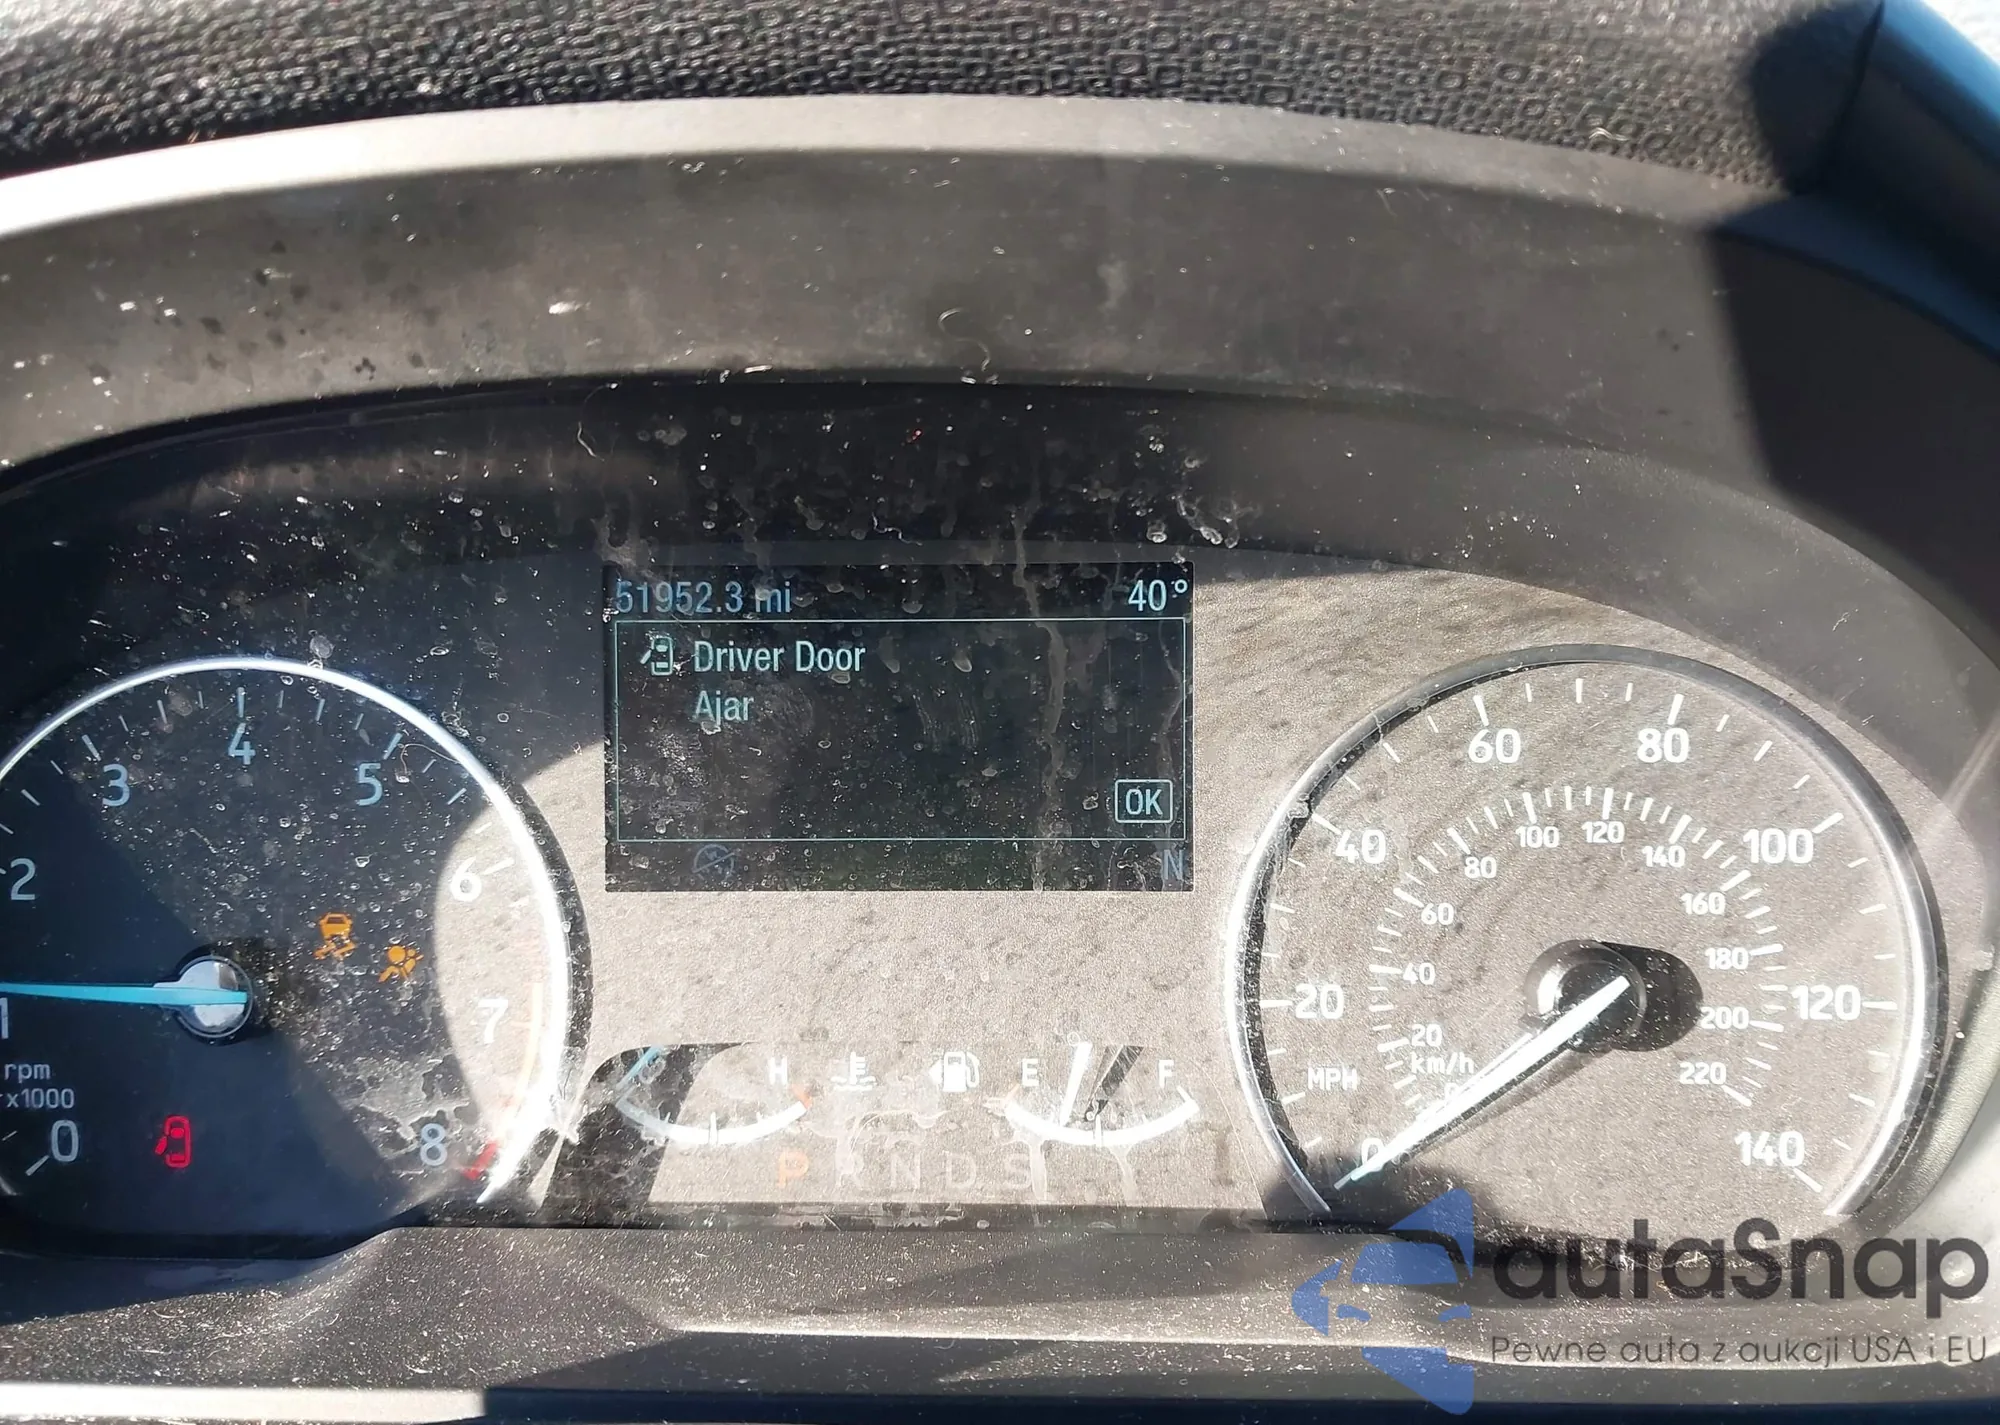 51952.3 mi 40°
Driver Door
Ajar
OK
N
1 2 3 4 5 6 7 8
rpm
x1000
0
H E F
P R N D S
0 20 40 60 80 100 120 140
MPH
20 40 60 80 100 120 140 160 180 200 220
km/h
autaSnap
Pewne auta z aukcji USA i EU